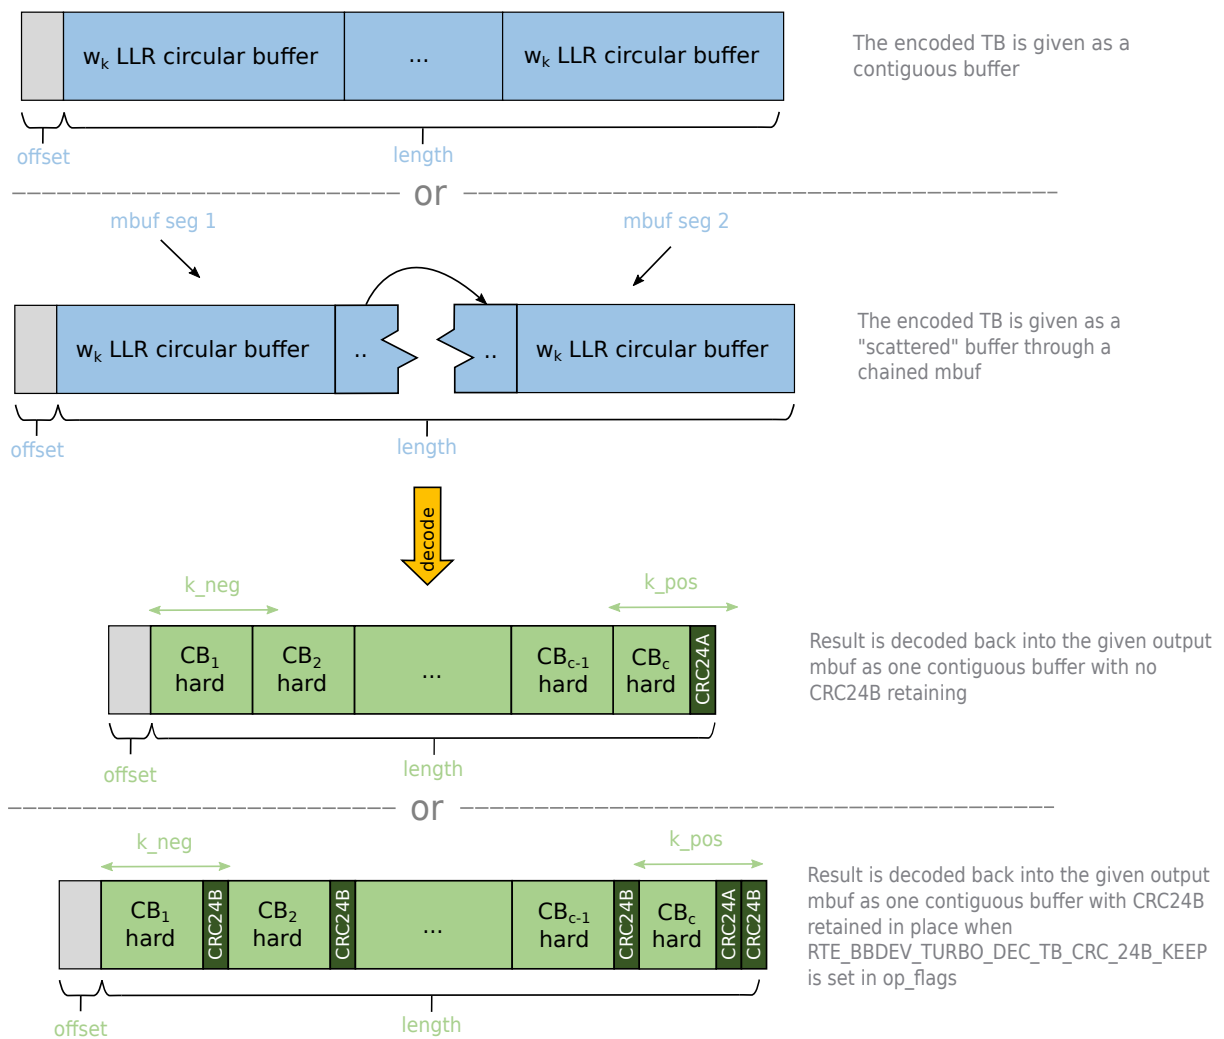 wk LLR circular buffer
...
wk LLR circular buffer
The encoded TB is given as a
contiguous buffer
offset
length
or
mbuf seg 1
mbuf seg 2
wk LLR circular buffer
..
..
wk LLR circular buffer
The encoded TB is given as a
"scattered" buffer through a
chained mbuf
offset
length
decode
k_neg
k_pos
CB1
hard
CB2
hard
...
CBc-1
hard
CBc
hard
CRC24A
Result is decoded back into the given output
mbuf as one contiguous buffer with no
CRC24B retaining
offset
length
or
k_neg
k_pos
CB1
hard
CRC24B
CB2
hard
CRC24B
...
CBc-1
hard
CRC24B
CBc
hard
CRC24A
CRC24B
Result is decoded back into the given output
mbuf as one contiguous buffer with CRC24B
retained in place when
RTE_BBDEV_TURBO_DEC_TB_CRC_24B_KEEP
is set in op_flags
offset
length